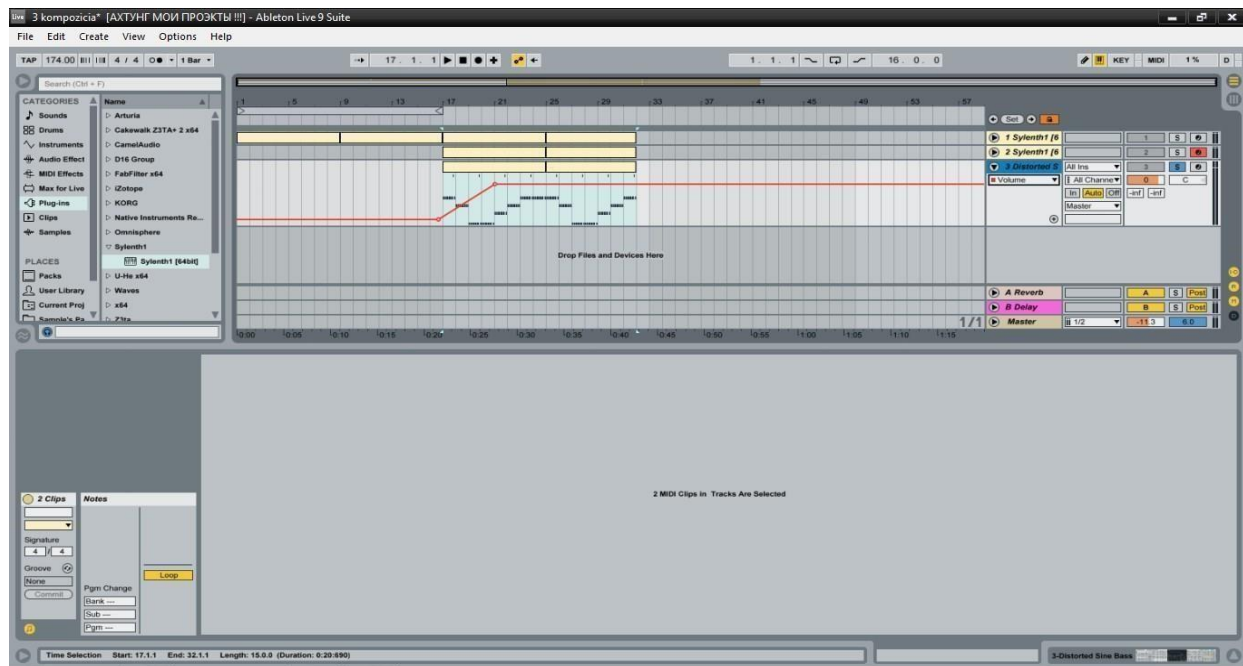 Live 3 kompozicia* [АХТУНГ МОИ ПРОЭКТЫ !!!] - Ableton Live 9 Suite
File Edit Create View Options Help
TAP 174.00 4 / 4 1 Bar 17. 1. 1 1. 1. 1 16. 0. 0 KEY MIDI 1% D
Search (Ctrl + F)
CATEGORIES Name
Sounds Arturia
Drums Cakewalk Z3TA+ 2 x64
Instruments CamelAudio
Audio Effect D16 Group
MIDI Effects FabFilter x64
Max for Live iZotope
Plug-ins KORG
Clips Native Instruments Re...
Samples Omnisphere
Sylenth1
Sylenth1 [64bit]
PLACES
Packs U-He x64
User Library Waves
Current Proj x64
Sample's Pa Z3ta
1 5 9 13 17 21 25 29 33 37 41 45 49 53 57
Set
1 Sylenth1 [6 1 S
2 Sylenth1 [6 2 S
3 Distorted S All Ins 3 S
Volume All Channe 0 C
In Auto Off -inf -inf
Master
Drop Files and Devices Here
A Reverb A S Post
B Delay B S Post
1/1 Master 1/2 -11.3 6.0
0:00 0:05 0:10 0:15 0:20 0:25 0:30 0:35 0:40 0:45 0:50 0:55 1:00 1:05 1:10 1:15
2 MIDI Clips in Tracks Are Selected
2 Clips Notes
Signature
4 / 4
Groove
None
Commit
Loop
Pgm Change
Bank ---
Sub ---
Pgm ---
Time Selection Start: 17.1.1 End: 32.1.1 Length: 15.0.0 (Duration: 0:20:690)
3-Distorted Sine Bass